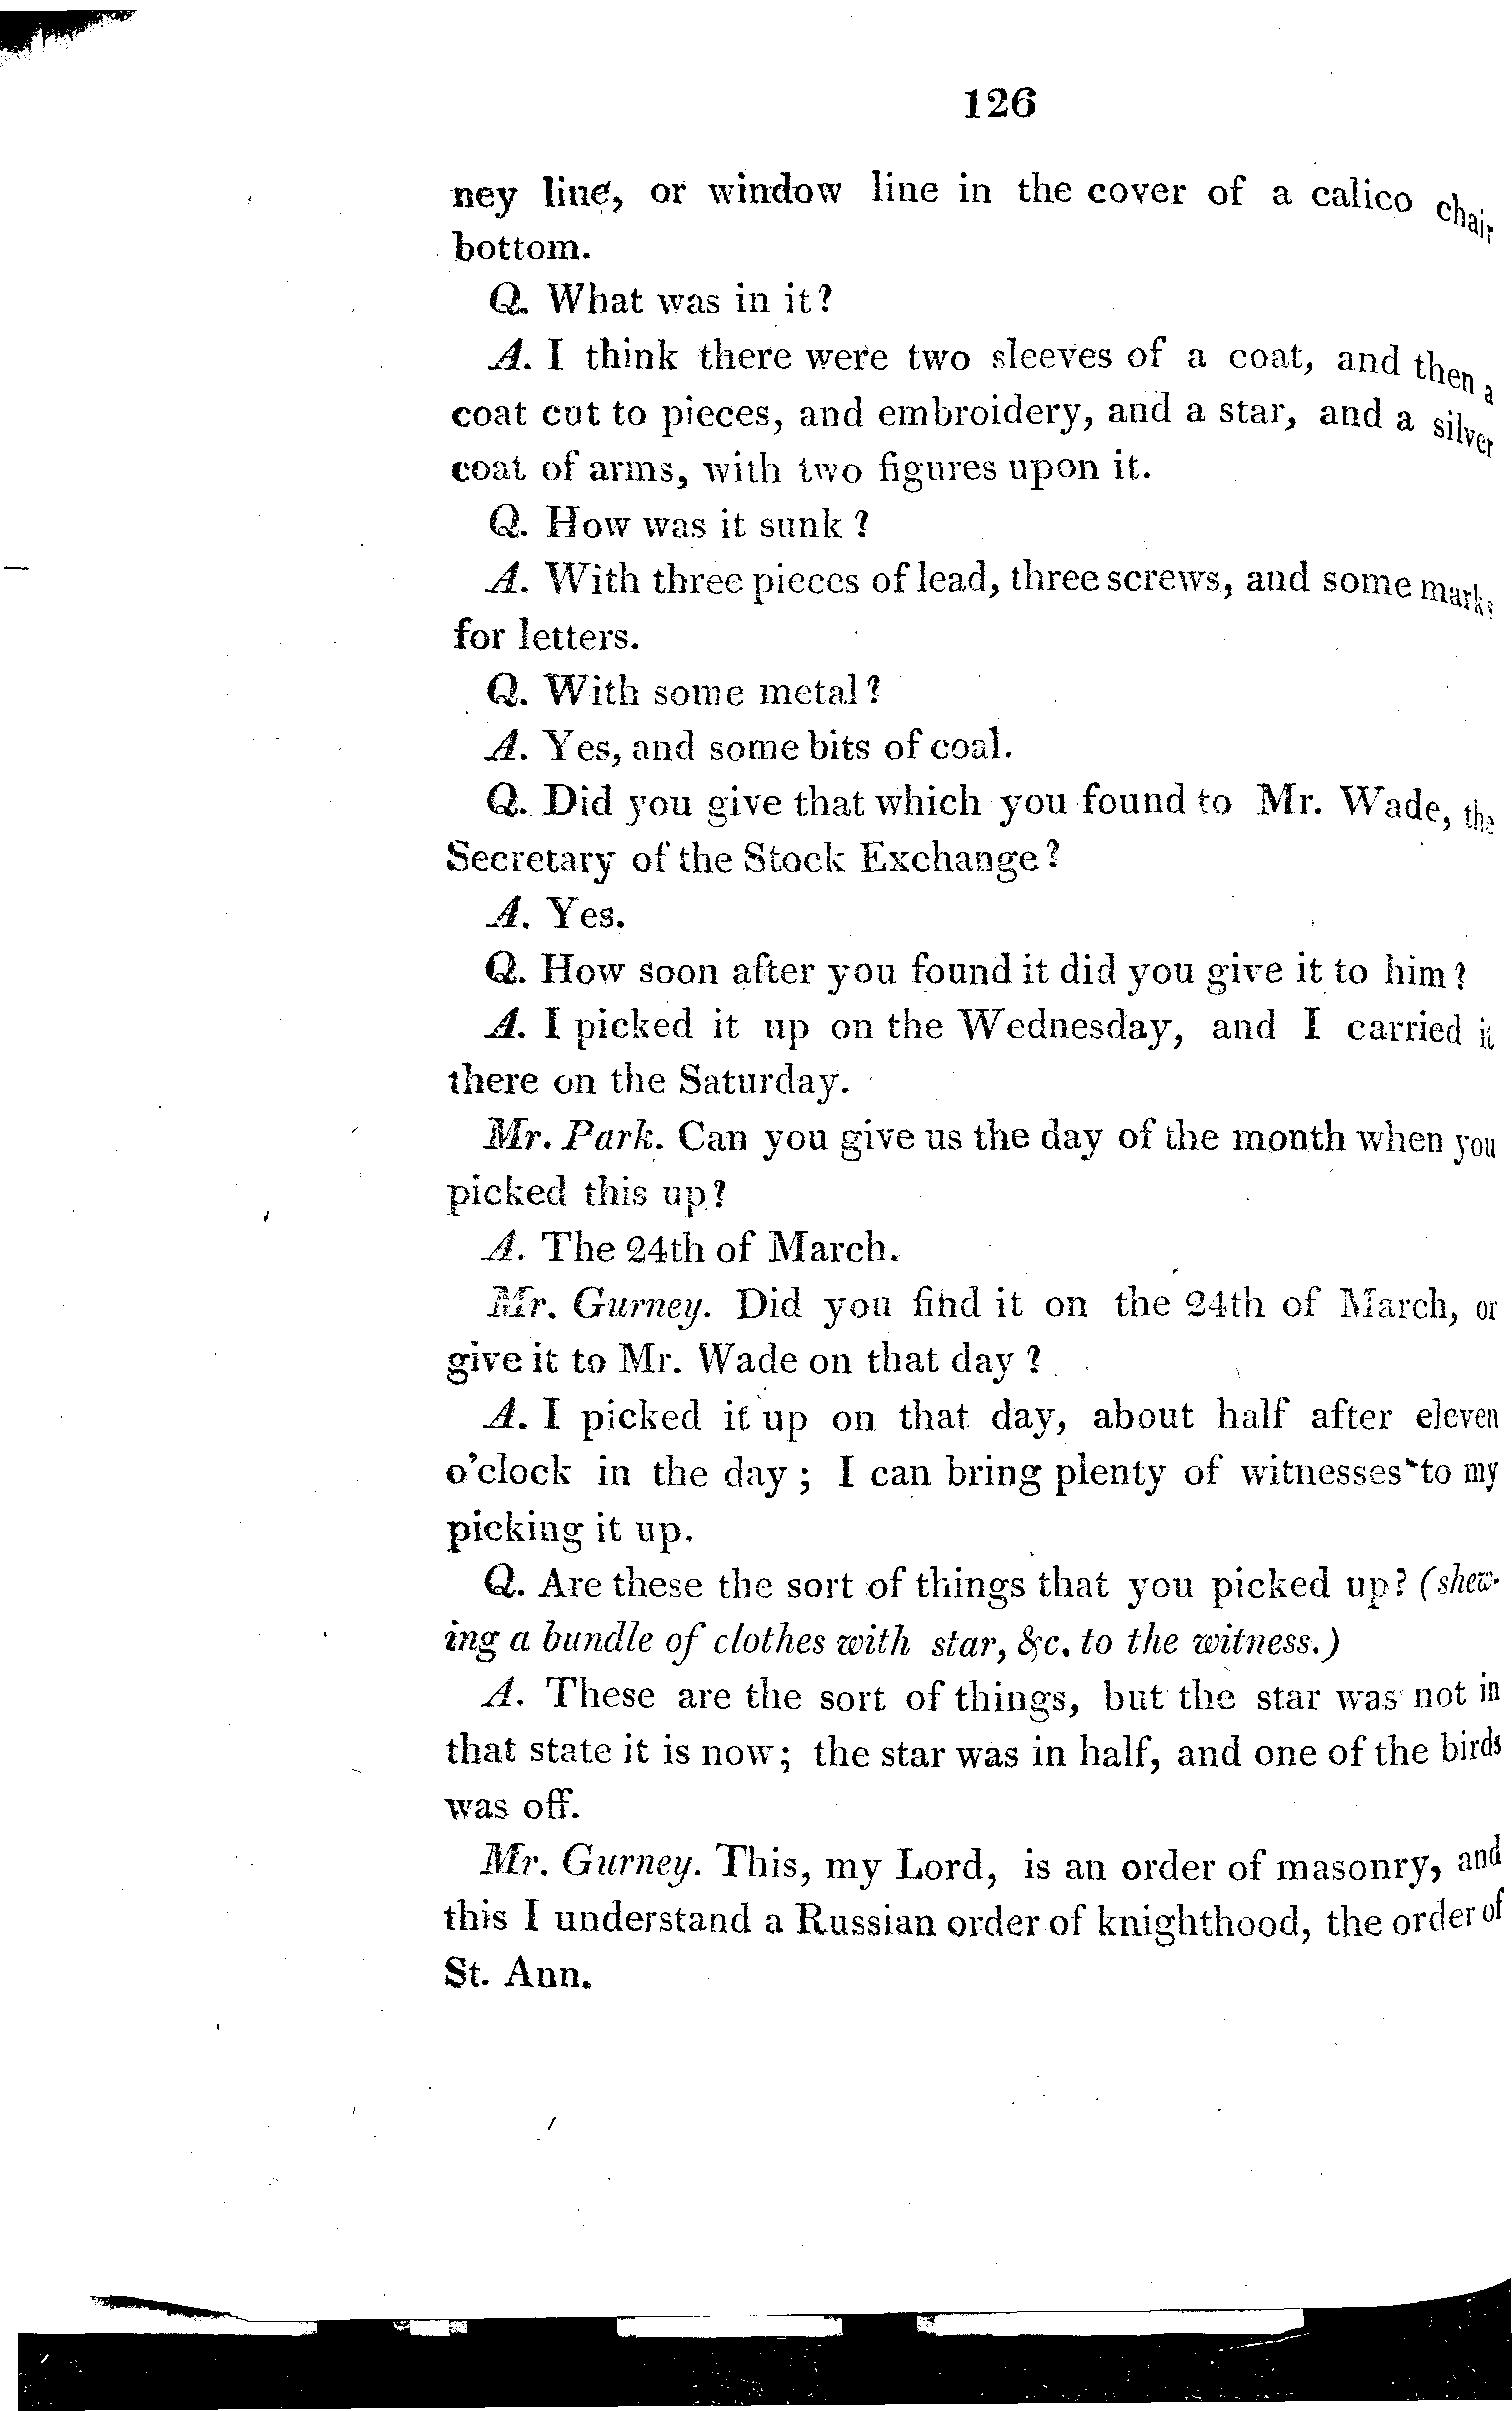 126
ney line, or window line in the cover of a calico chair
bottom.
Q. What was in it?
A. I think there were two sleeves of a coat, and then a
coat cut to pieces, and embroidery, and a star, and a silver
coat of arms, with two figures upon it.
Q. How was it sunk ?
A. With three pieces of lead, three screws, and some marks
for letters.
Q. With some metal?
A. Yes, and some bits of coal.
Q. Did you give that which you found to Mr. Wade, the
Secretary of the Stock Exchange?
A. Yes.
Q. How soon after you found it did you give it to him?
A. I picked it up on the Wednesday, and I carried it
there on the Saturday.
Mr. Park. Can you give us the day of the month when you
picked this up?
A. The 24th of March.
Mr. Gurney. Did you find it on the 24th of March, or
give it to Mr. Wade on that day ?
A. I picked it up on that day, about half after eleven
o'clock in the day ; I can bring plenty of witnesses to my
picking it up.
Q. Are these the sort of things that you picked up? (shew-
ing a bundle of clothes with star, &c. to the witness.)
A. These are the sort of things, but the star was not in
that state it is now; the star was in half, and one of the birds
was off.
Mr. Gurney. This, my Lord, is an order of masonry, and
this I understand a Russian order of knighthood, the order of
St. Ann.